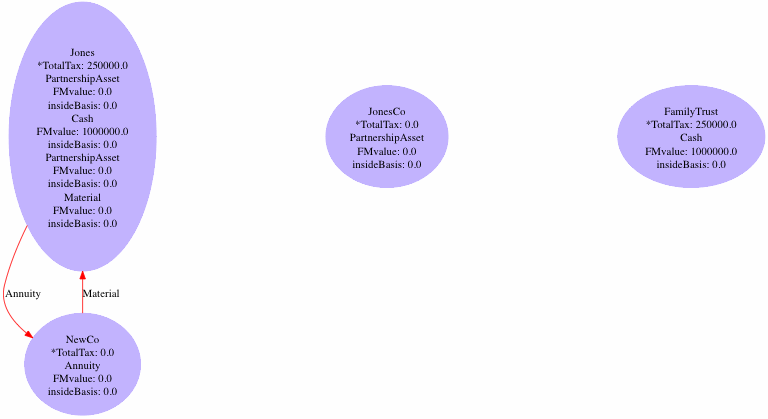 Jones
*TotalTax: 250000.0
PartnershipAsset
FMvalue: 0.0
insideBasis: 0.0
Cash
FMvalue: 1000000.0
insideBasis: 0.0
PartnershipAsset
FMvalue: 0.0
insideBasis: 0.0
Material
FMvalue: 0.0
insideBasis: 0.0
JonesCo
*TotalTax: 0.0
PartnershipAsset
FMvalue: 0.0
insideBasis: 0.0
FamilyTrust
*TotalTax: 250000.0
Cash
FMvalue: 1000000.0
insideBasis: 0.0
Annuity
Material
NewCo
*TotalTax: 0.0
Annuity
FMvalue: 0.0
insideBasis: 0.0